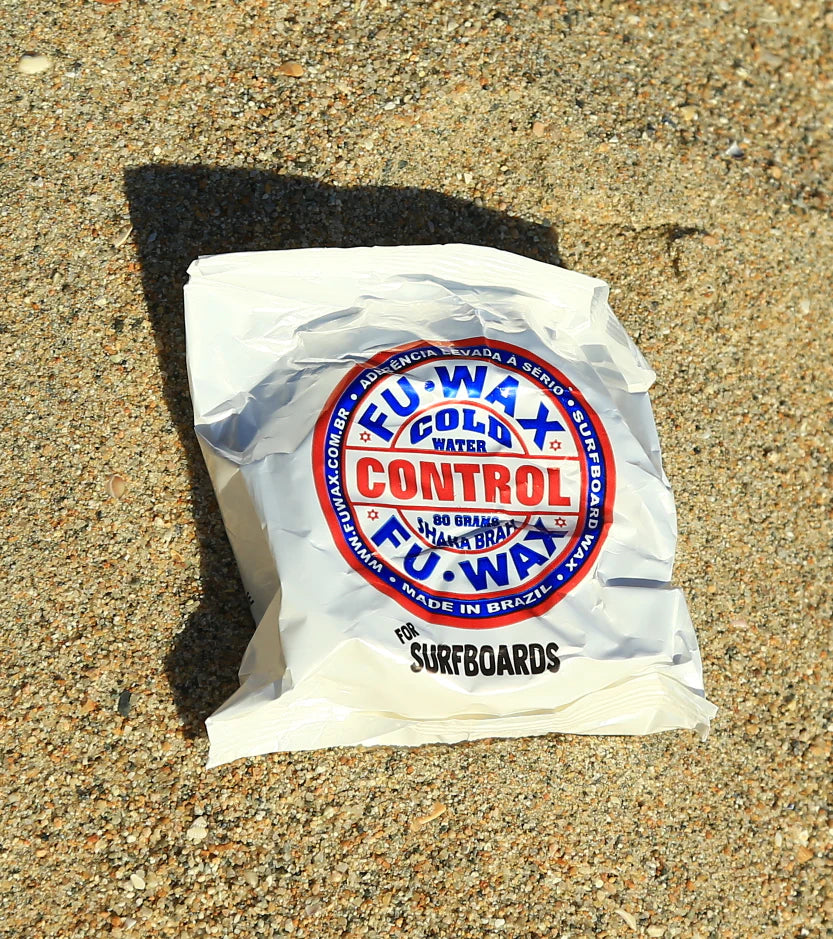 WWW.FUWAX.COM.BR • ADERÊNCIA LEVADA À SÉRIO • SURFBOARD WAX • MADE IN BRAZIL •
FU•WAX
COLD
WATER
CONTROL
80 GRAMS
SHAKA BRAH
FU•WAX
FOR
SURFBOARDS